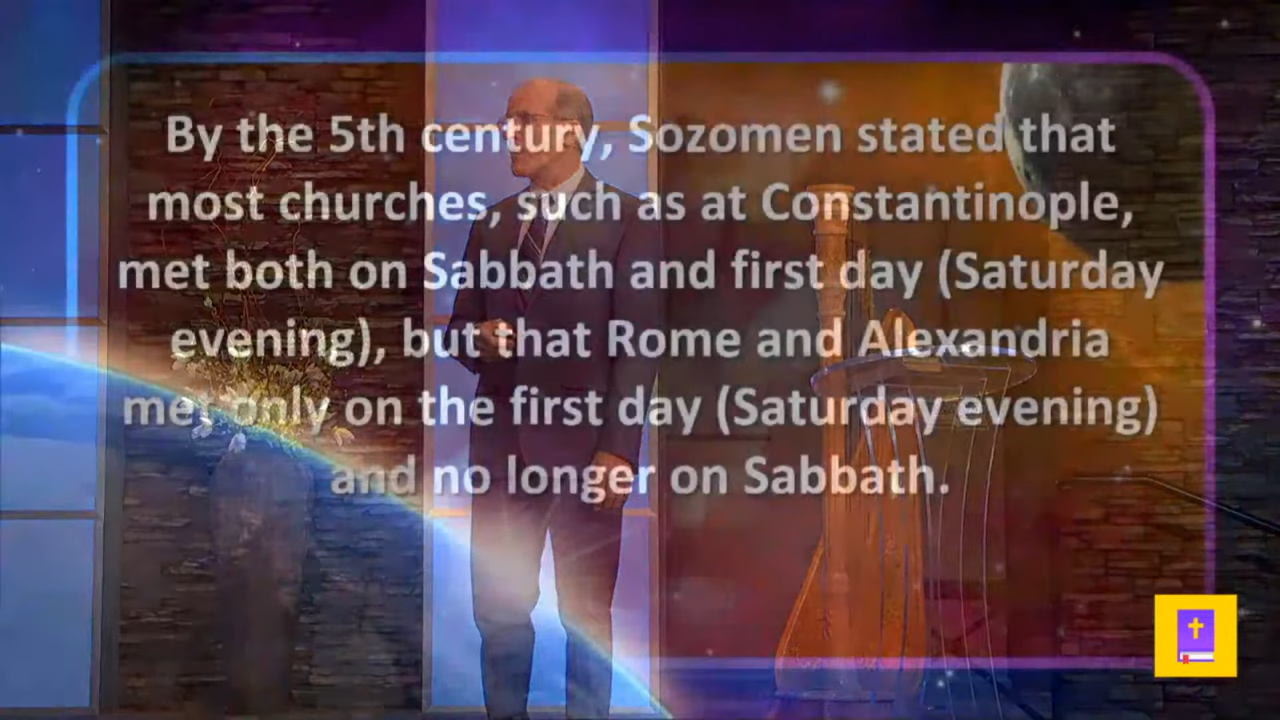 By the 5th century, Sozomen stated that
most churches, such as at Constantinople,
met both on Sabbath and first day (Saturday
evening), but that Rome and Alexandria
met only on the first day (Saturday evening)
and no longer on Sabbath.